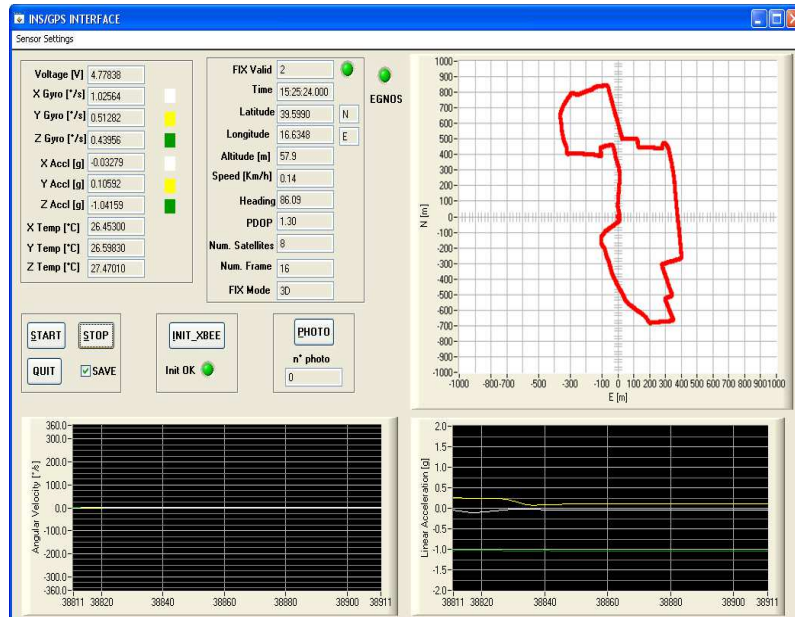 INS/GPS INTERFACE
Sensor Settings
Voltage [V] 4.77838
X Gyro [°/s] 1.02564
Y Gyro [°/s] 0.51282
Z Gyro [°/s] 0.43956
X Accl [g] -0.03279
Y Accl [g] 0.10592
Z Accl [g] -1.04159
X Temp [°C] 26.45300
Y Temp [°C] 26.59830
Z Temp [°C] 27.47010
FIX Valid 2
Time 15:25:24.000
Latitude 39.5990 N
Longitude 16.6348 E
Altitude [m] 57.9
Speed [Km/h] 0.14
Heading 86.09
PDOP 1.30
Num. Satellites 8
Num. Frame 16
FIX Mode 3D
EGNOS
START STOP
QUIT SAVE
INIT_XBEE
Init OK
PHOTO
n° photo
0
N [m]
1000
900
800
700
600
500
400
300
200
100
0
-100
-200
-300
-400
-500
-600
-700
-800
-900
-1000
-1000 -800 -700 -500 -300 -100 0 100 200 300 400 500 600 700 800 900 1000
E [m]
Angular Velocity [°/s]
360.0
300.0
200.0
0.0
-100.0
-200.0
-300.0
-360.0
38811 38820 38840 38860 38880 38900 38911
Linear Acceleration [g]
2.0
1.5
1.0
0.5
0.0
-0.5
-1.0
-1.5
-2.0
38811 38820 38840 38860 38880 38900 38911